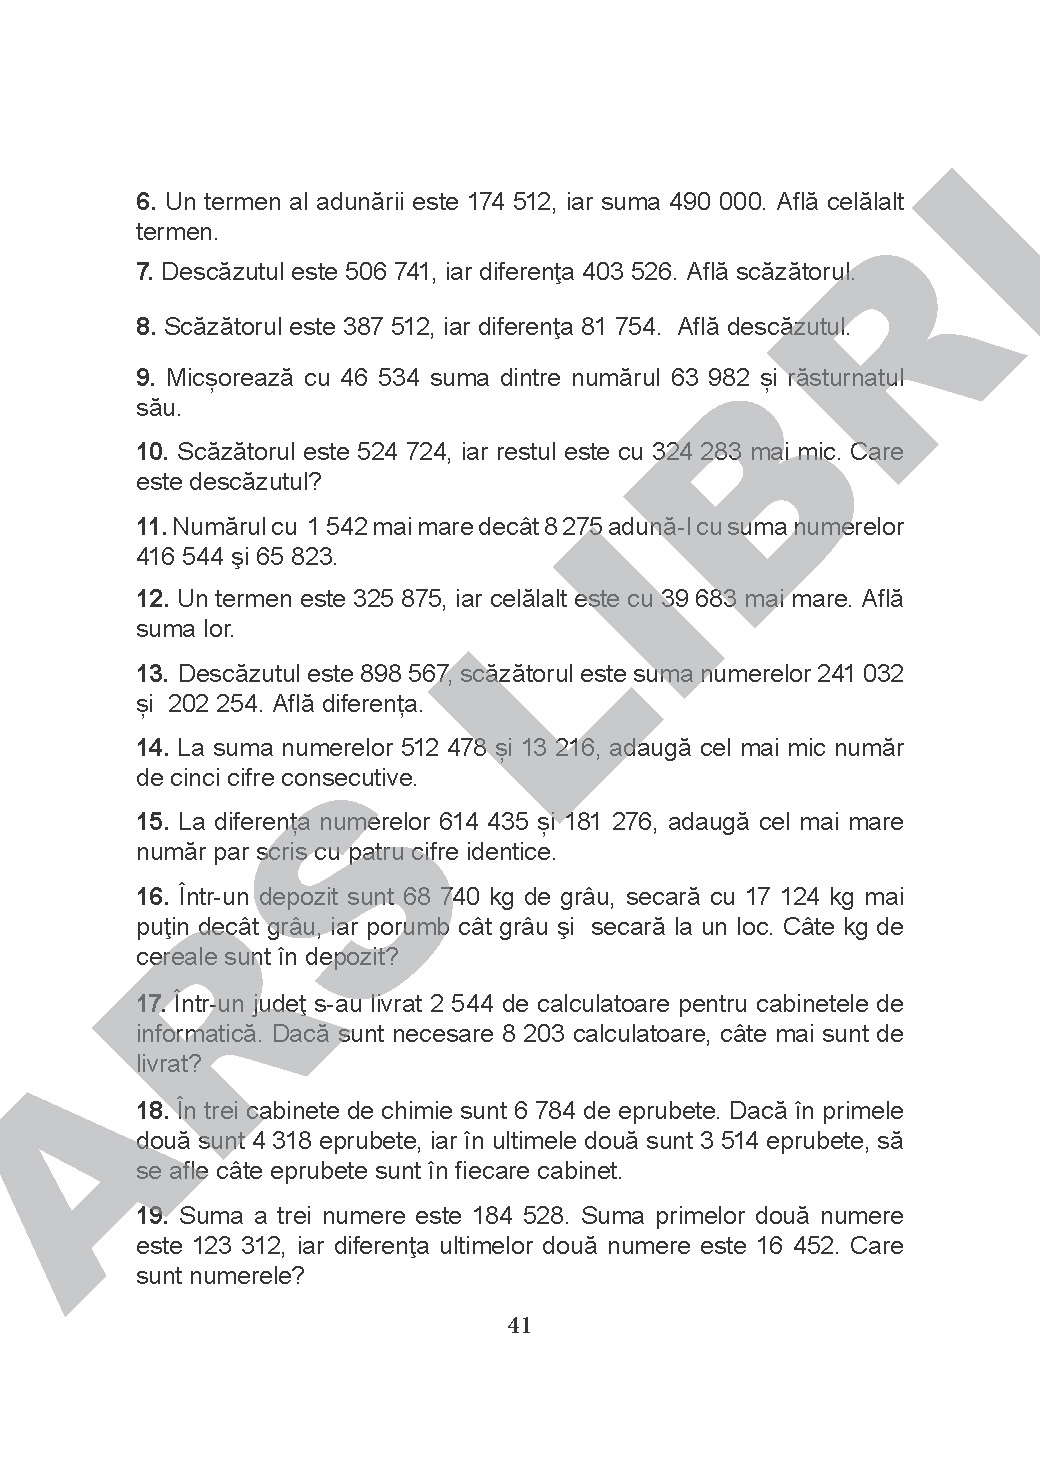 6. Un termen al adunării este 174 512, iar suma 490 000. Află celălalt
termen.
7. Descăzutul este 506 741, iar diferenţa 403 526. Află scăzătorul.
8. Scăzătorul este 387 512, iar diferenţa 81 754. Află descăzutul.
9. Micșorează cu 46 534 suma dintre numărul 63 982 și răsturnatul
său.
10. Scăzătorul este 524 724, iar restul este cu 324 283 mai mic. Care
este descăzutul?
11. Numărul cu 1 542 mai mare decât 8 275 adună-l cu suma numerelor
416 544 şi 65 823.
12. Un termen este 325 875, iar celălalt este cu 39 683 mai mare. Află
suma lor.
13. Descăzutul este 898 567, scăzătorul este suma numerelor 241 032
și 202 254. Află diferența.
14. La suma numerelor 512 478 și 13 216, adaugă cel mai mic număr
de cinci cifre consecutive.
15. La diferența numerelor 614 435 și 181 276, adaugă cel mai mare
număr par scris cu patru cifre identice.
16. Într-un depozit sunt 68 740 kg de grâu, secară cu 17 124 kg mai
puţin decât grâu, iar porumb cât grâu şi secară la un loc. Câte kg de
cereale sunt în depozit?
17. Într-un judeţ s-au livrat 2 544 de calculatoare pentru cabinetele de
informatică. Dacă sunt necesare 8 203 calculatoare, câte mai sunt de
livrat?
18. În trei cabinete de chimie sunt 6 784 de eprubete. Dacă în primele
două sunt 4 318 eprubete, iar în ultimele două sunt 3 514 eprubete, să
se afle câte eprubete sunt în fiecare cabinet.
19. Suma a trei numere este 184 528. Suma primelor două numere
este 123 312, iar diferenţa ultimelor două numere este 16 452. Care
sunt numerele?
41
ARS LIBRI